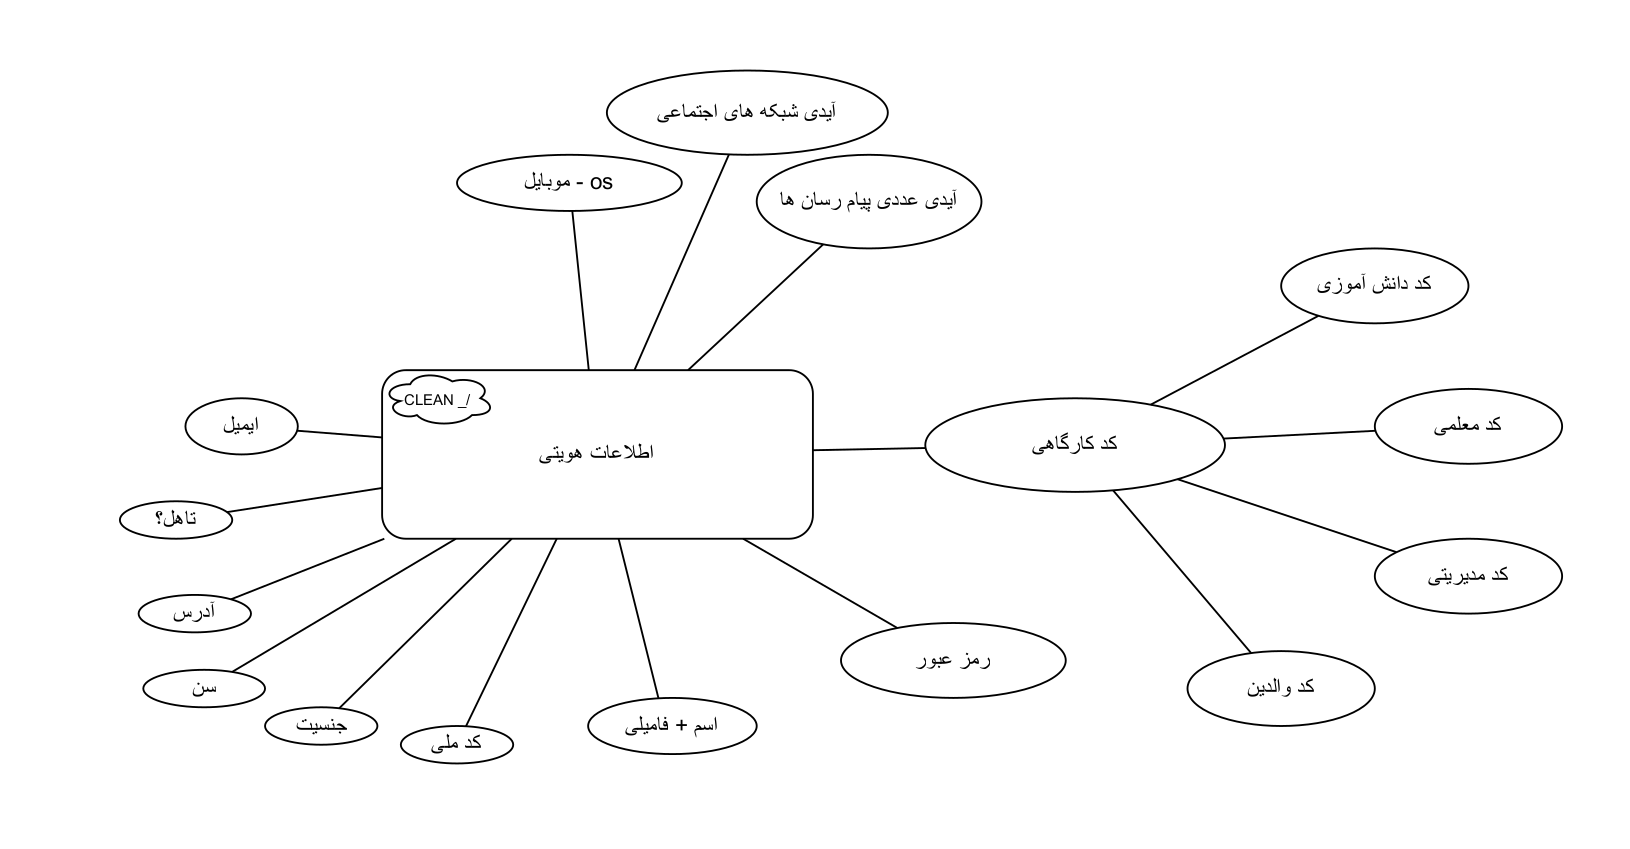 آیدی شبکه های اجتماعی
موبایل - os
آیدی عددی پیام رسان ها
کد دانش آموزی
CLEAN _/
ایمیل
کد معلمی
کد کارگاهی
اطلاعات هویتی
تاهل؟
کد مدیریتی
آدرس
رمز عبور
سن
کد والدین
جنسیت
اسم + فامیلی
کد ملی